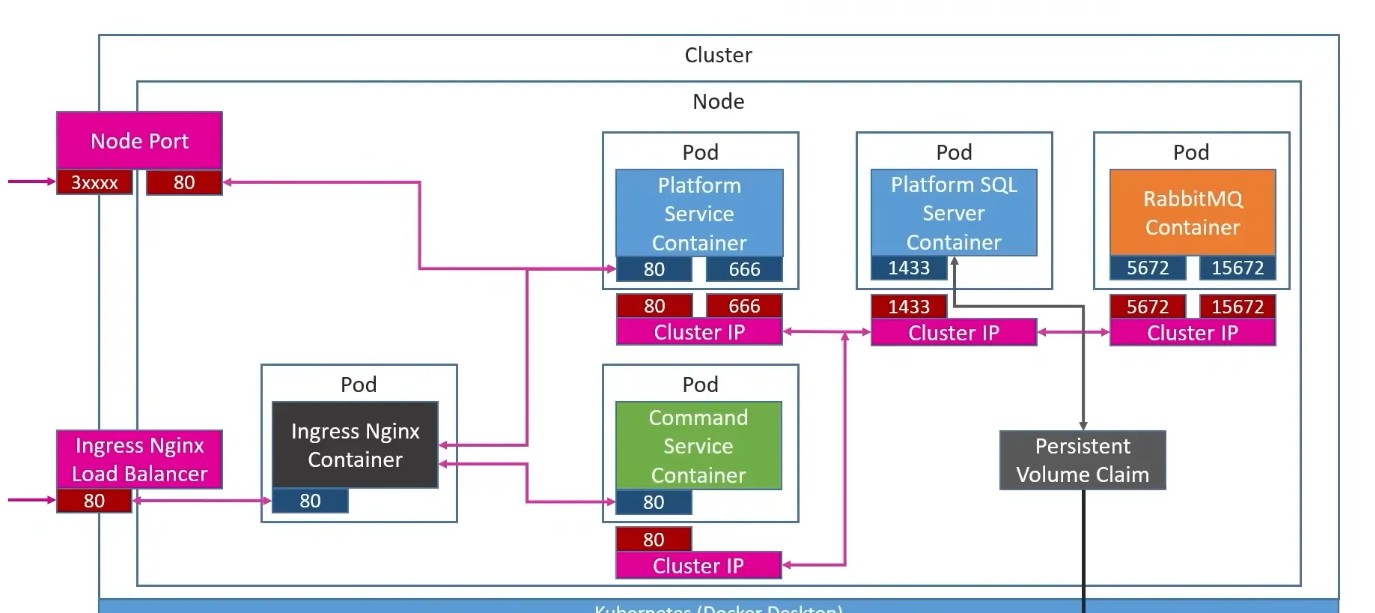 Cluster
Node
Node Port
3xxxx 80
Pod
Platform
Service
Container
80 666
80 666
Cluster IP
Pod
Platform SQL
Server
Container
1433
1433
Cluster IP
Pod
RabbitMQ
Container
5672 15672
5672 15672
Cluster IP
Ingress Nginx
Load Balancer
80
Pod
Ingress Nginx
Container
80
Pod
Command
Service
Container
80
80
Cluster IP
Persistent
Volume Claim
Kubernetes (Docker Desktop)